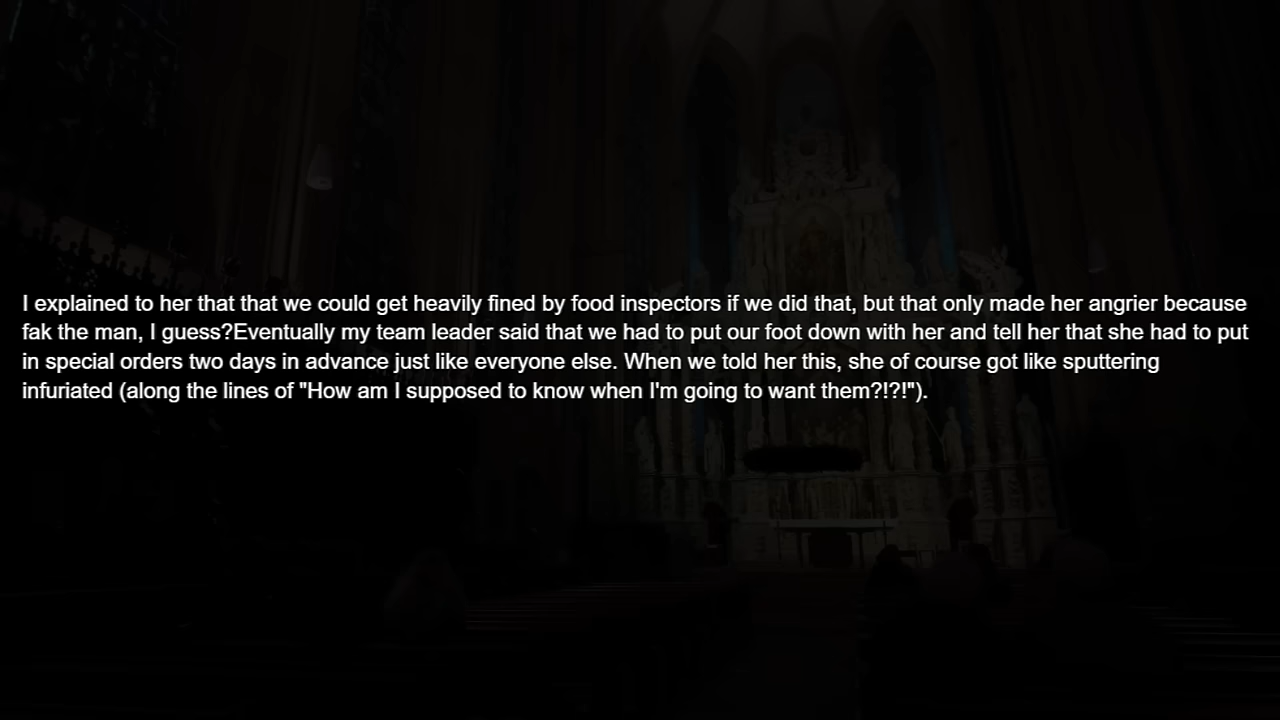 I explained to her that that we could get heavily fined by food inspectors if we did that, but that only made her angrier because
fak the man, I guess?Eventually my team leader said that we had to put our foot down with her and tell her that she had to put
in special orders two days in advance just like everyone else. When we told her this, she of course got like sputtering
infuriated (along the lines of "How am I supposed to know when I'm going to want them?!?!").